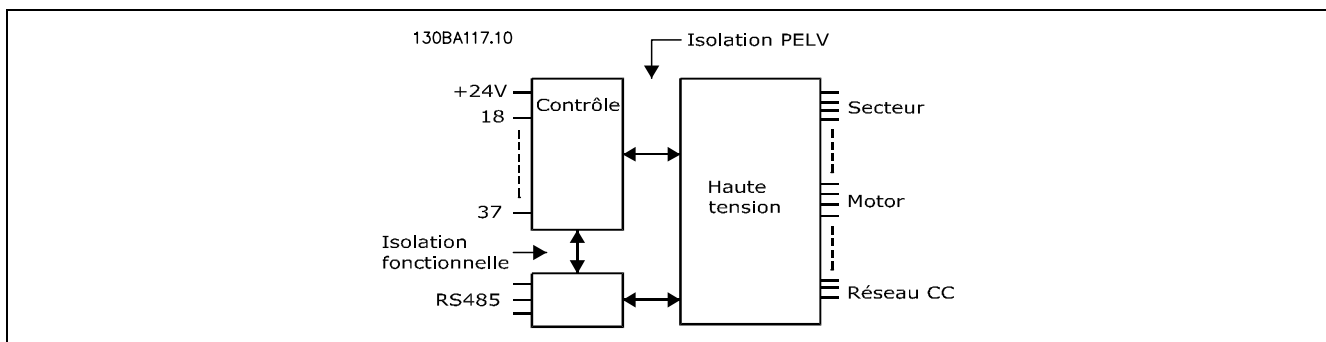 130BA117.10
Isolation PELV
+24V
Contrôle
18
Secteur
Haute
tension
Motor
37
Isolation
fonctionnelle
RS485
Réseau CC